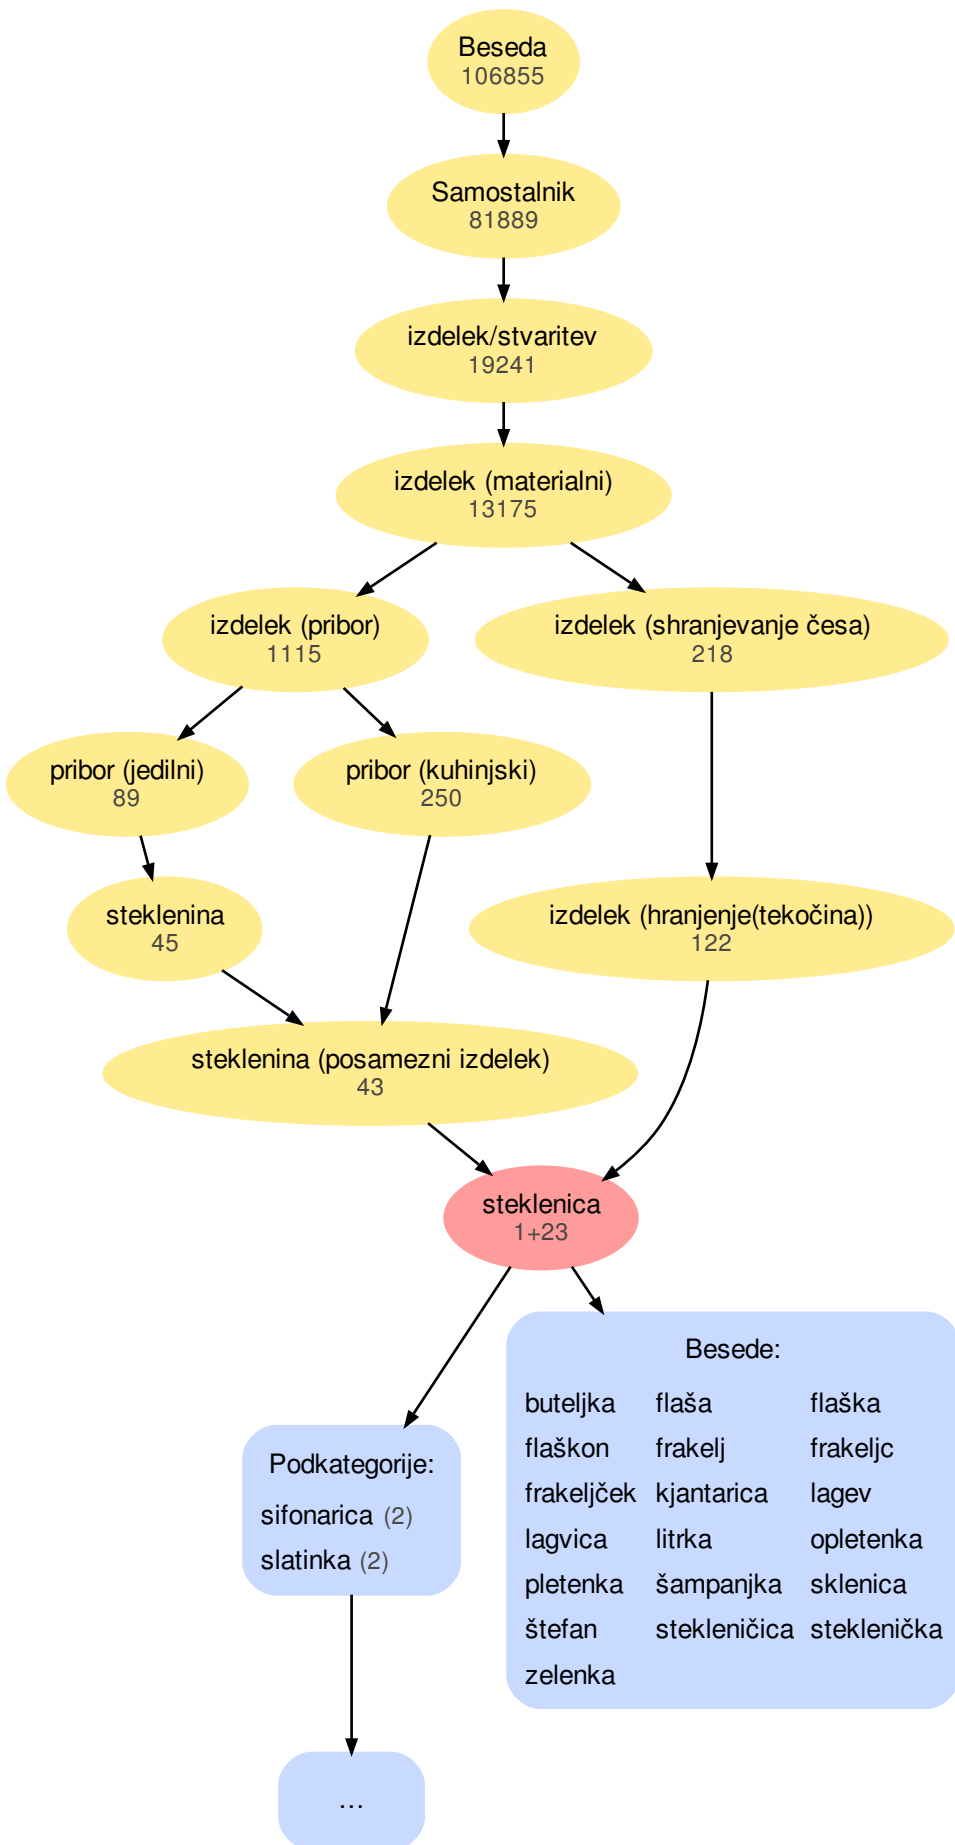 Beseda
106855
Samostalnik
81889
izdelek/stvaritev
19241
izdelek (materialni)
13175
izdelek (pribor)
1115
izdelek (shranjevanje česa)
218
pribor (jedilni)
89
pribor (kuhinjski)
250
steklenina
45
izdelek (hranjenje(tekočina))
122
steklenina (posamezni izdelek)
43
steklenica
1+23
Podkategorije:
sifonarica (2)
slatinka (2)
...
Besede:
buteljka flaša flaška
flaškon frakelj frakeljc
frakeljček kjantarica lagev
lagvica litrka opletenka
pletenka šampanjka sklenica
štefan stekleničica steklenička
zelenka